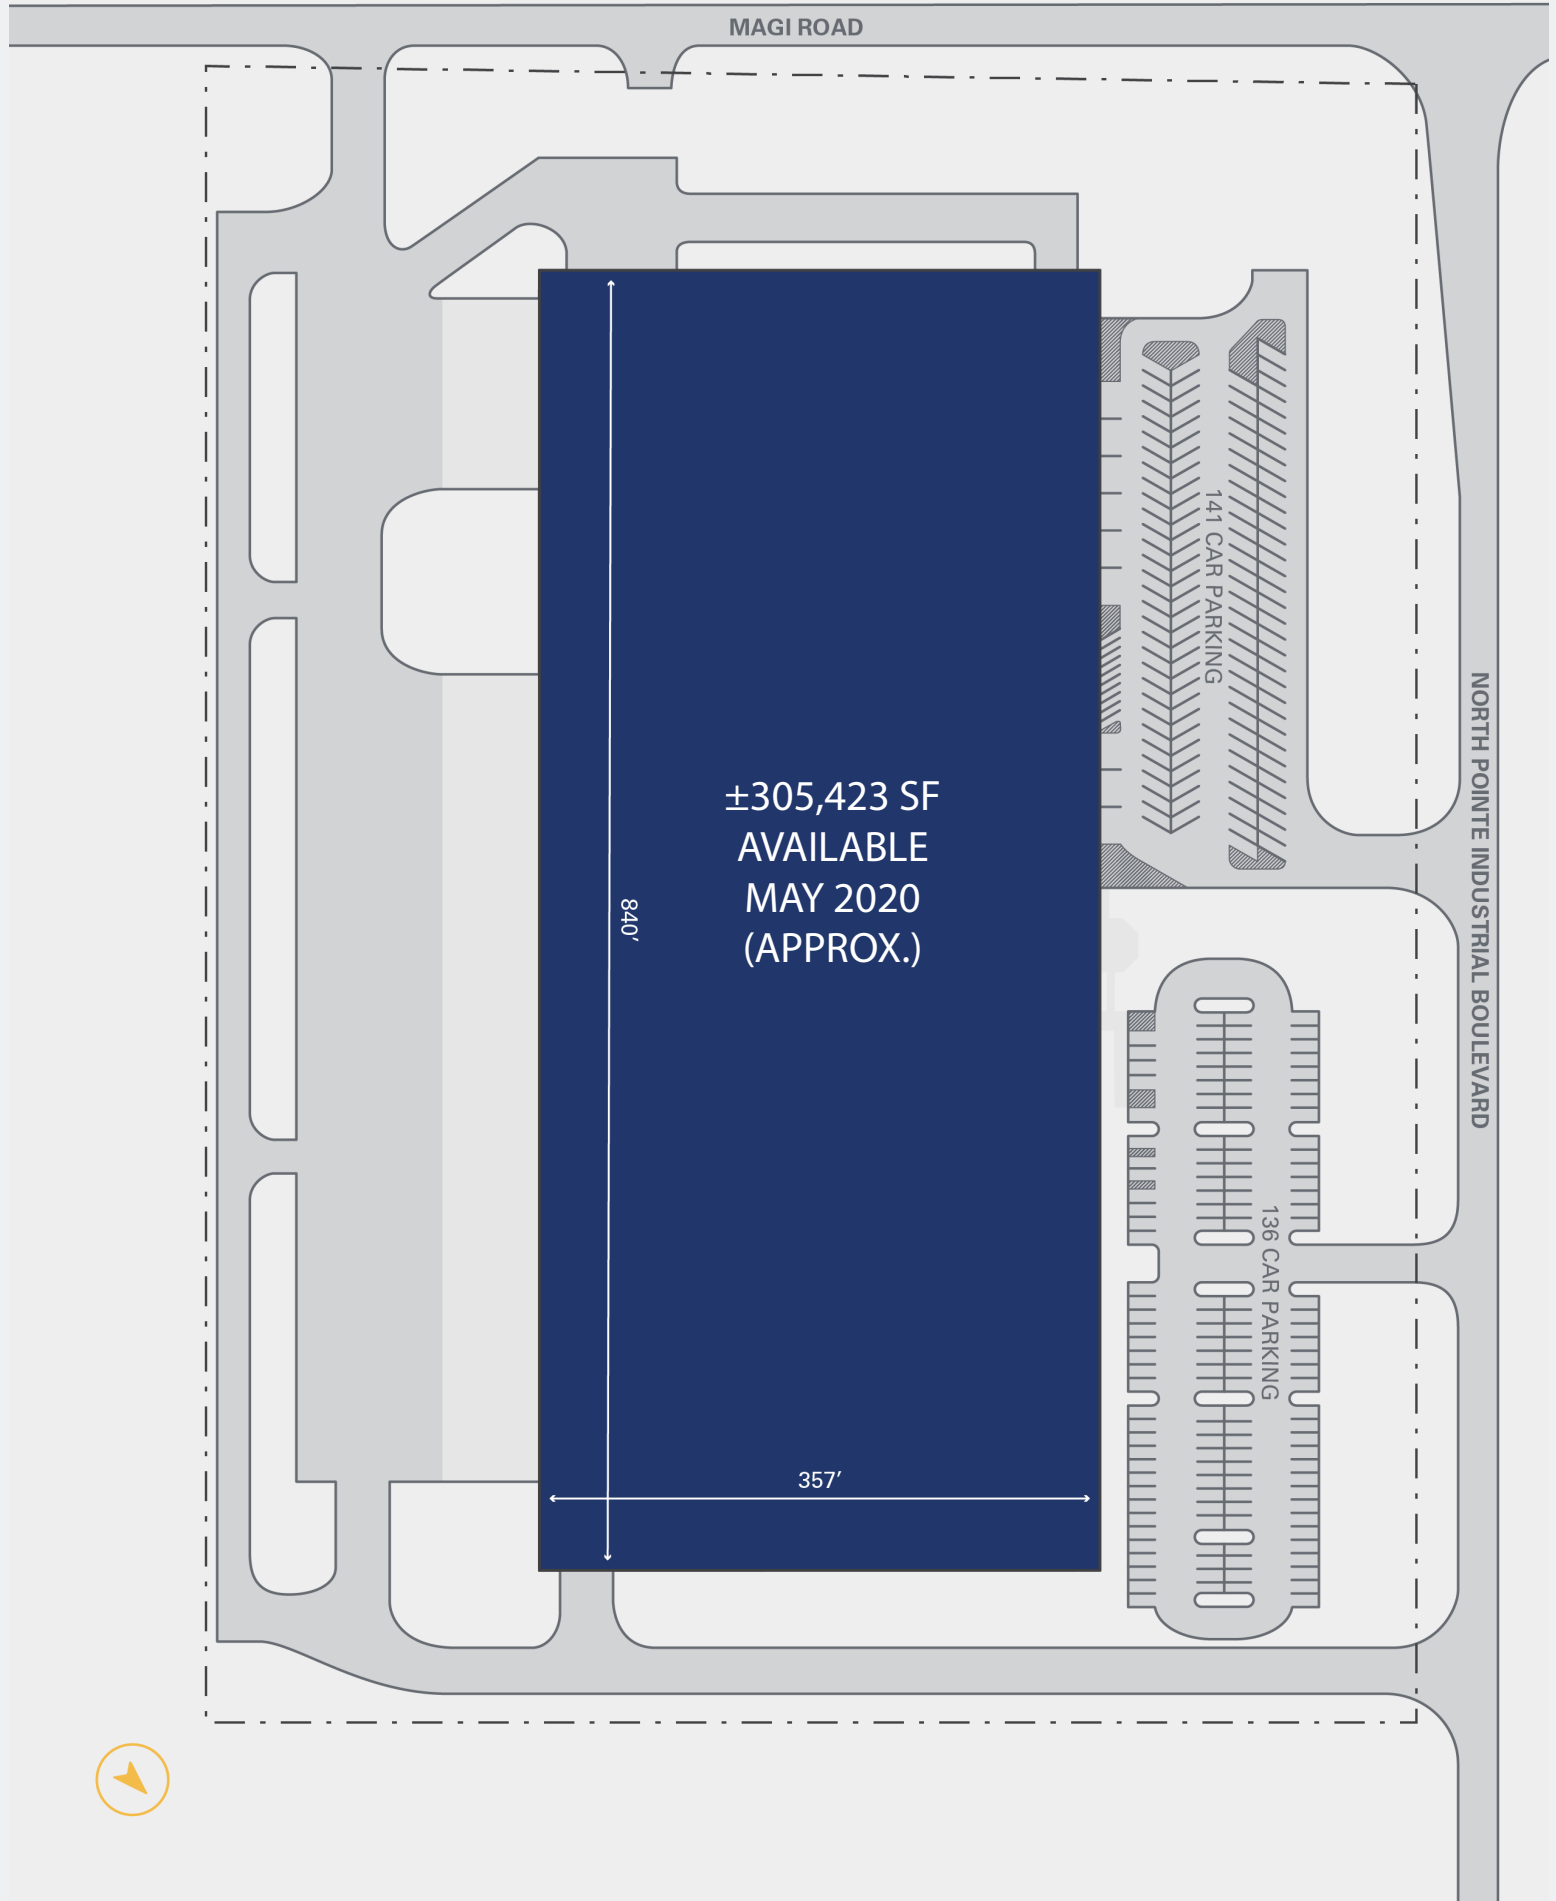 MAGI ROAD
141 CAR PARKING
NORTH POINTE INDUSTRIAL BOULEVARD
±305,423 SF
AVAILABLE
MAY 2020
(APPROX.)
840’
136 CAR PARKING
357’